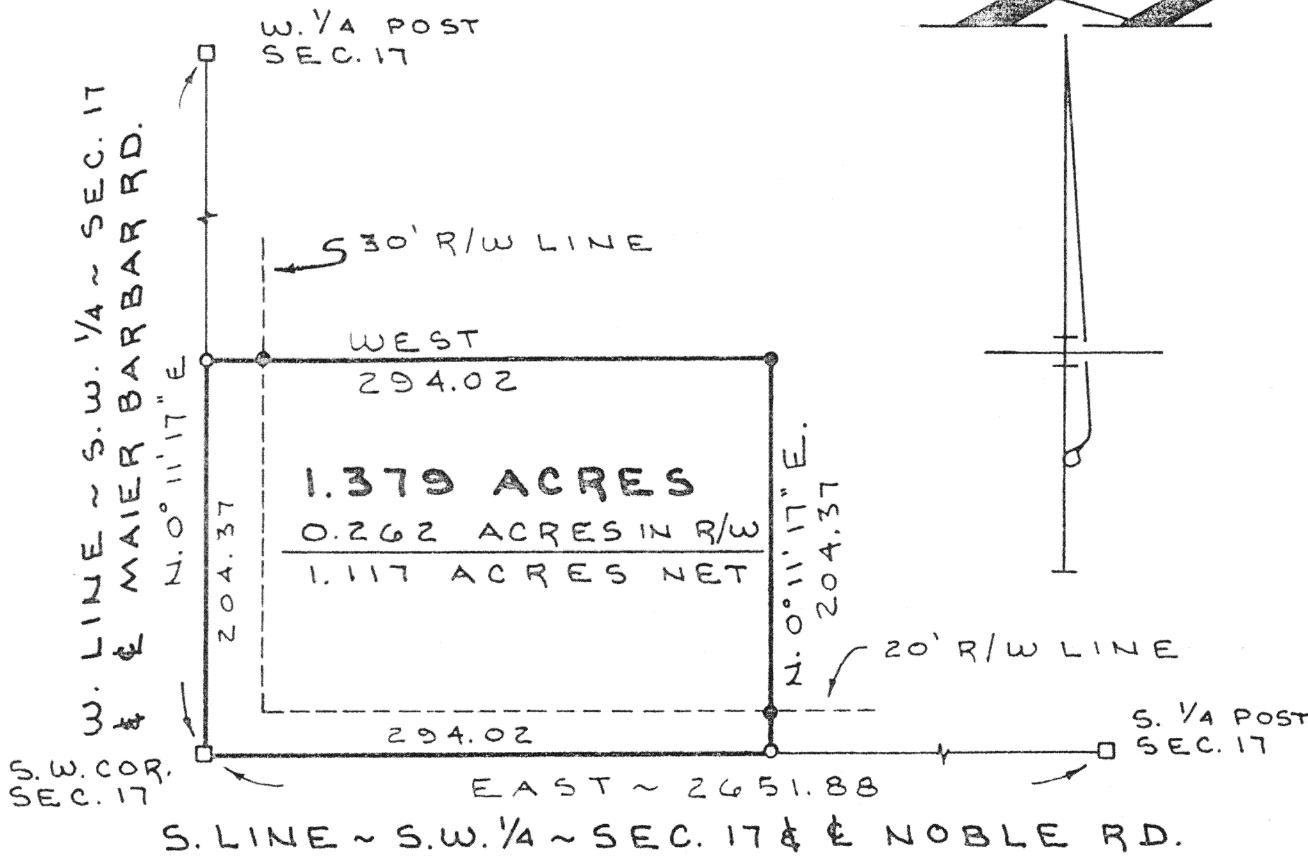 W. 1/4 POST
SEC. 17
W. LINE ~ S.W. 1/4 ~ SEC. 17
& ℄ MAIER BARBAR RD.
30' R/W LINE
WEST
294.02
N. 0° 11' 17" E
204.37
1.379 ACRES
0.262 ACRES IN R/W
1.117 ACRES NET
N. 0° 11' 17" E.
204.37
20' R/W LINE
294.02
S. 1/4 POST
SEC. 17
S.W. COR.
SEC. 17
EAST ~ 2651.88
S. LINE ~ S.W. 1/4 ~ SEC. 17 & ℄ NOBLE RD.